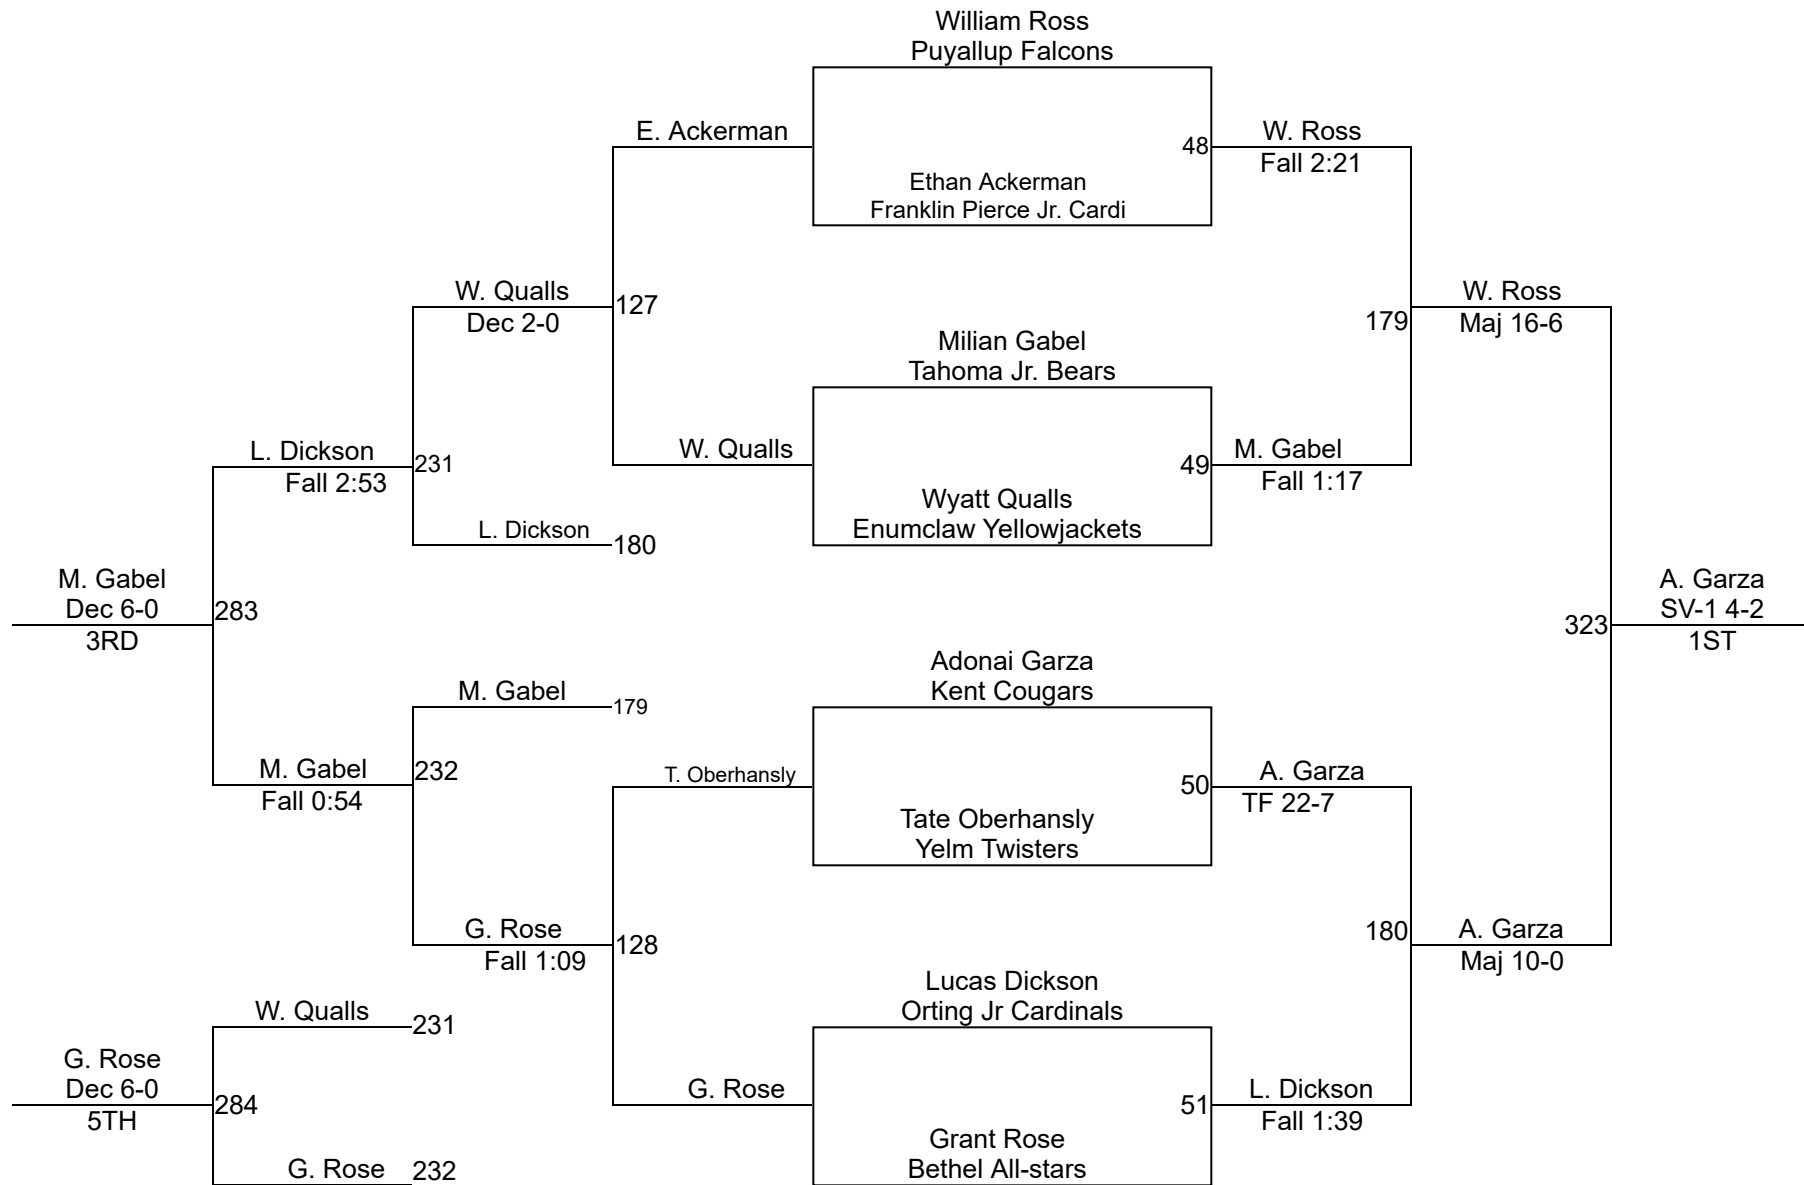 William Ross
Puyallup Falcons
E. Ackerman
48
W. Ross
Fall 2:21
Ethan Ackerman
Franklin Pierce Jr. Cardi
W. Qualls
Dec 2-0
127
179
W. Ross
Maj 16-6
Milian Gabel
Tahoma Jr. Bears
L. Dickson
Fall 2:53
231
W. Qualls
49
M. Gabel
Fall 1:17
Wyatt Qualls
Enumclaw Yellowjackets
L. Dickson
180
M. Gabel
Dec 6-0
3RD
283
323
A. Garza
SV-1 4-2
1ST
Adonai Garza
Kent Cougars
M. Gabel
179
M. Gabel
Fall 0:54
232
T. Oberhansly
50
A. Garza
TF 22-7
Tate Oberhansly
Yelm Twisters
G. Rose
Fall 1:09
128
180
A. Garza
Maj 10-0
Lucas Dickson
Orting Jr Cardinals
W. Qualls
231
G. Rose
Dec 6-0
5TH
284
G. Rose
51
L. Dickson
Fall 1:39
Grant Rose
Bethel All-stars
G. Rose
232